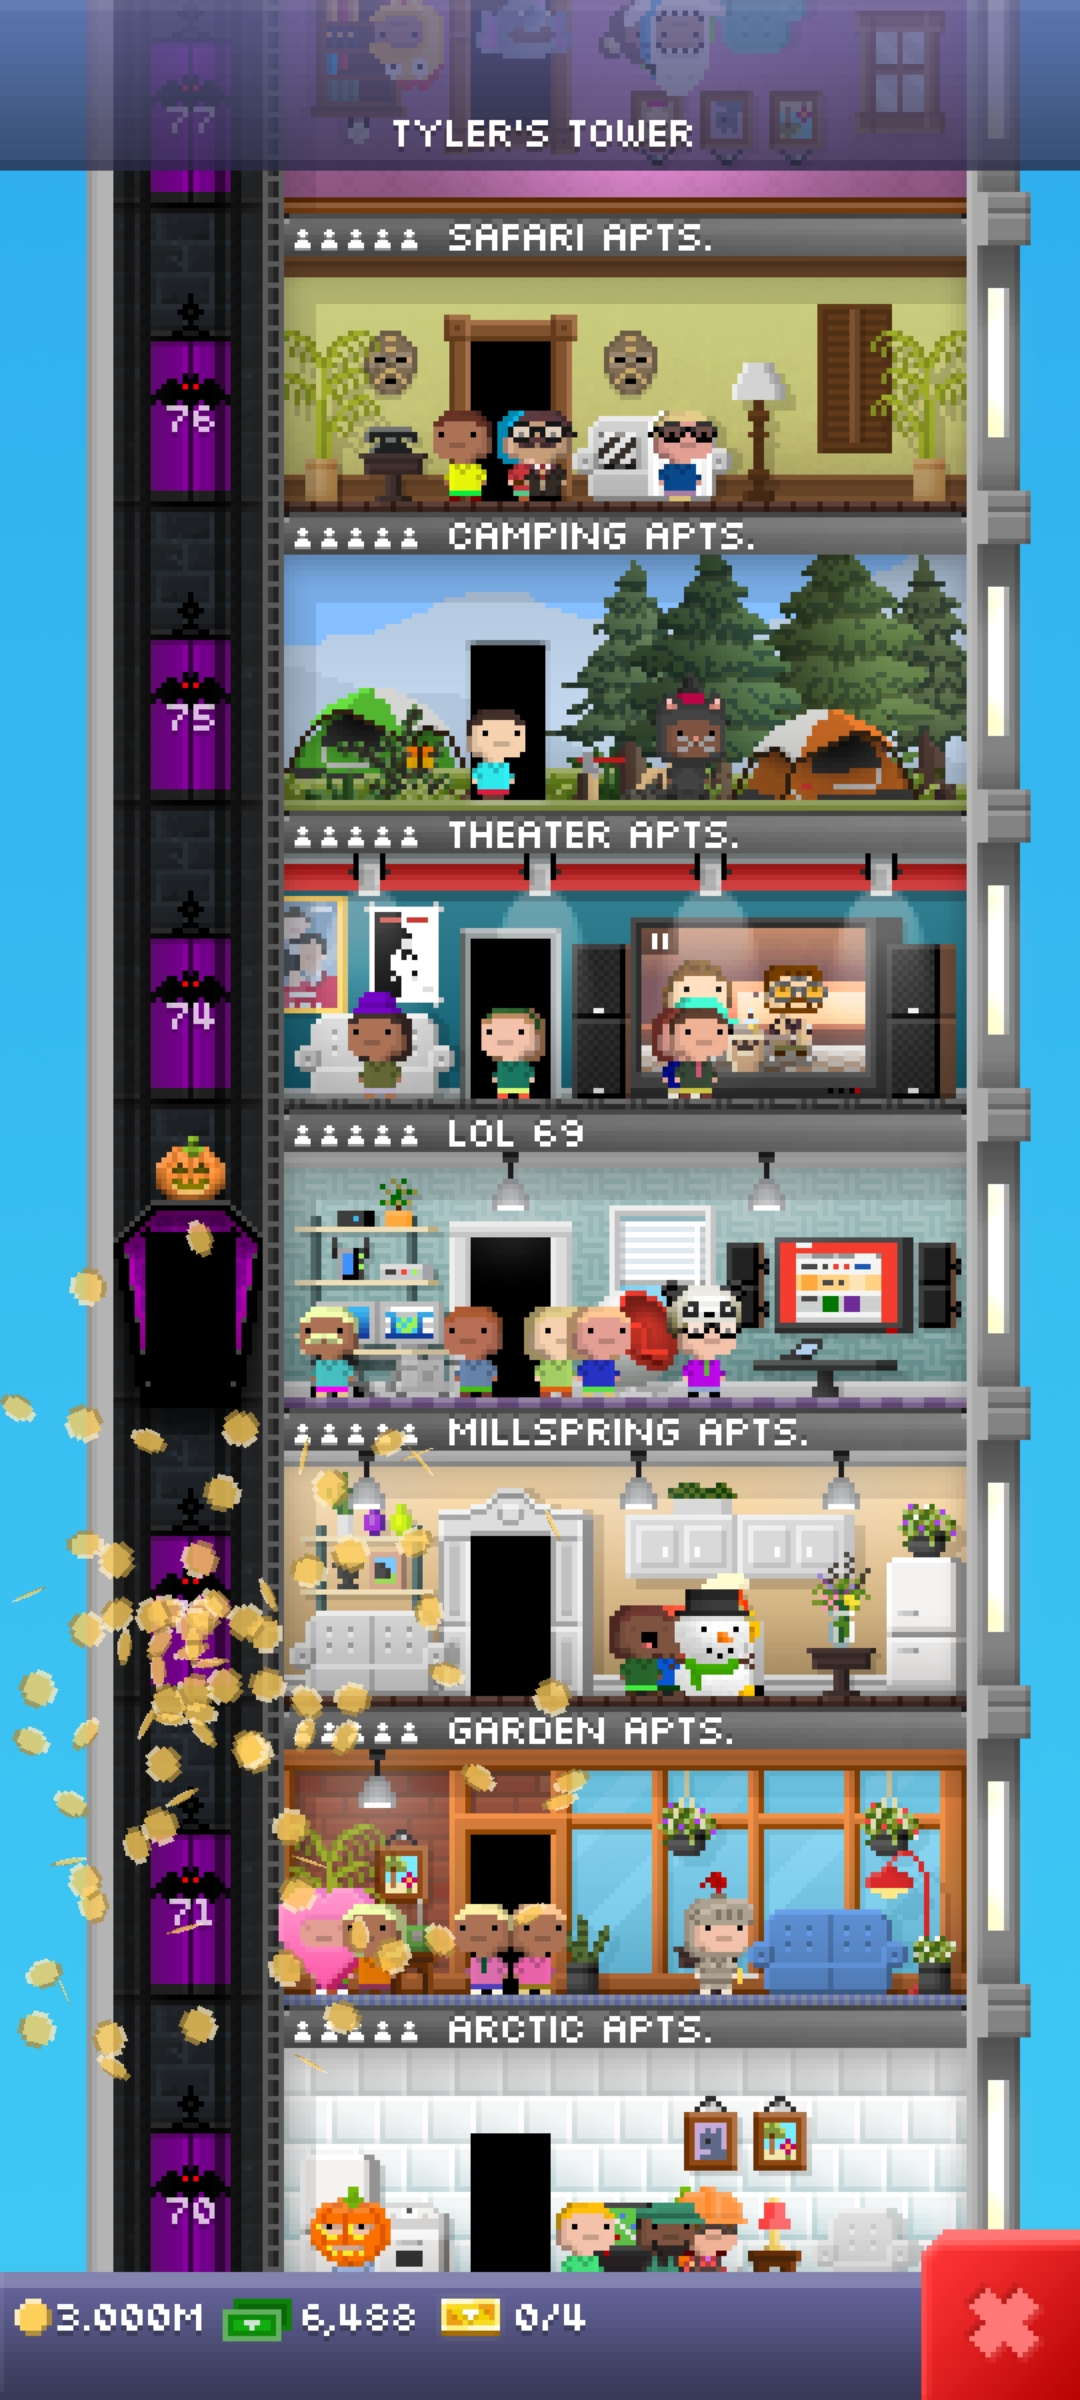 77
TYLER'S TOWER
SAFARI APTS.
76
CAMPING APTS.
75
THEATER APTS.
74
LOL 69
MILLSPRING APTS.
GARDEN APTS.
71
ARCTIC APTS.
70
3.000M 6,488 0/4